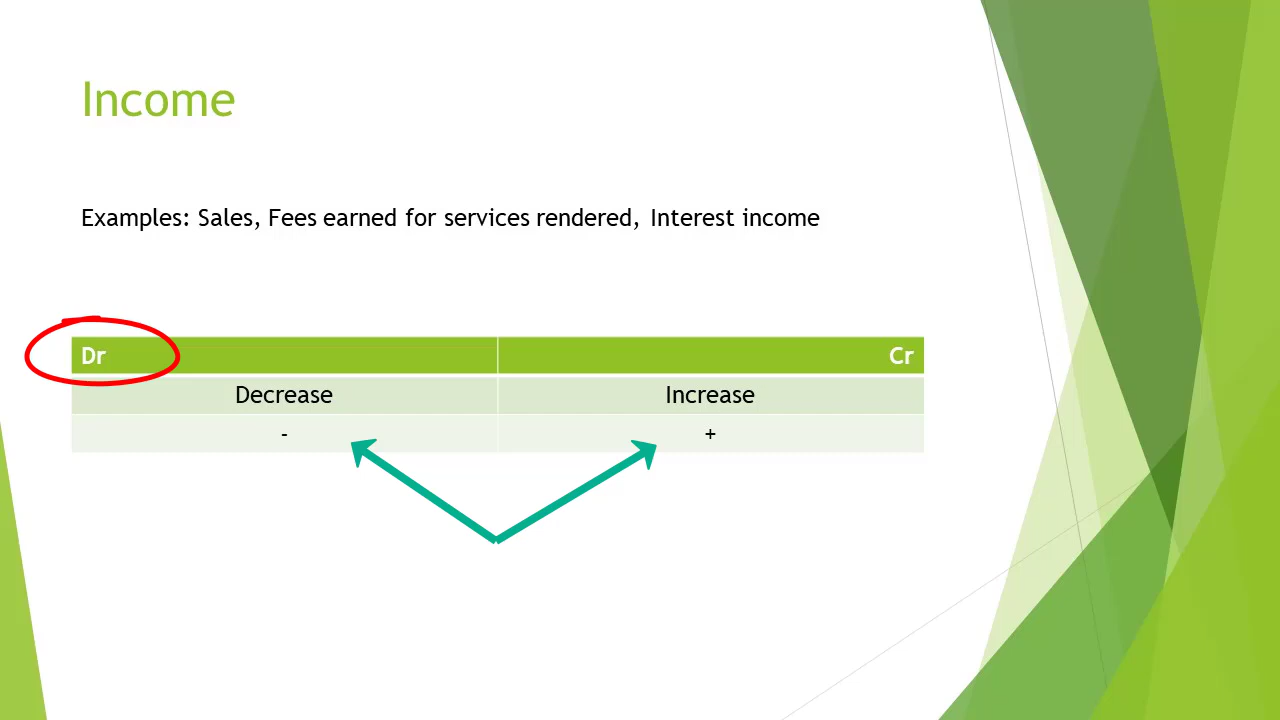 Income
Examples: Sales, Fees earned for services rendered, Interest income
Dr Cr
Decrease Increase
- +